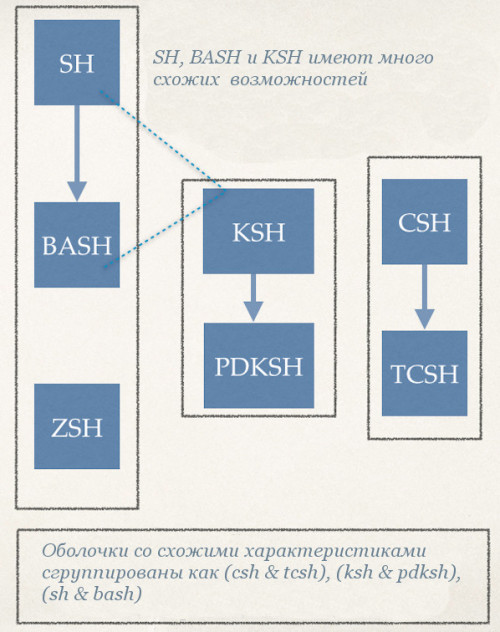 SH
SH, BASH и KSH имеют много
схожих возможностей
BASH
KSH
CSH
PDKSH
TCSH
ZSH
Оболочки со схожими характеристиками
сгруппированы как (csh & tcsh), (ksh & pdksh),
(sh & bash)